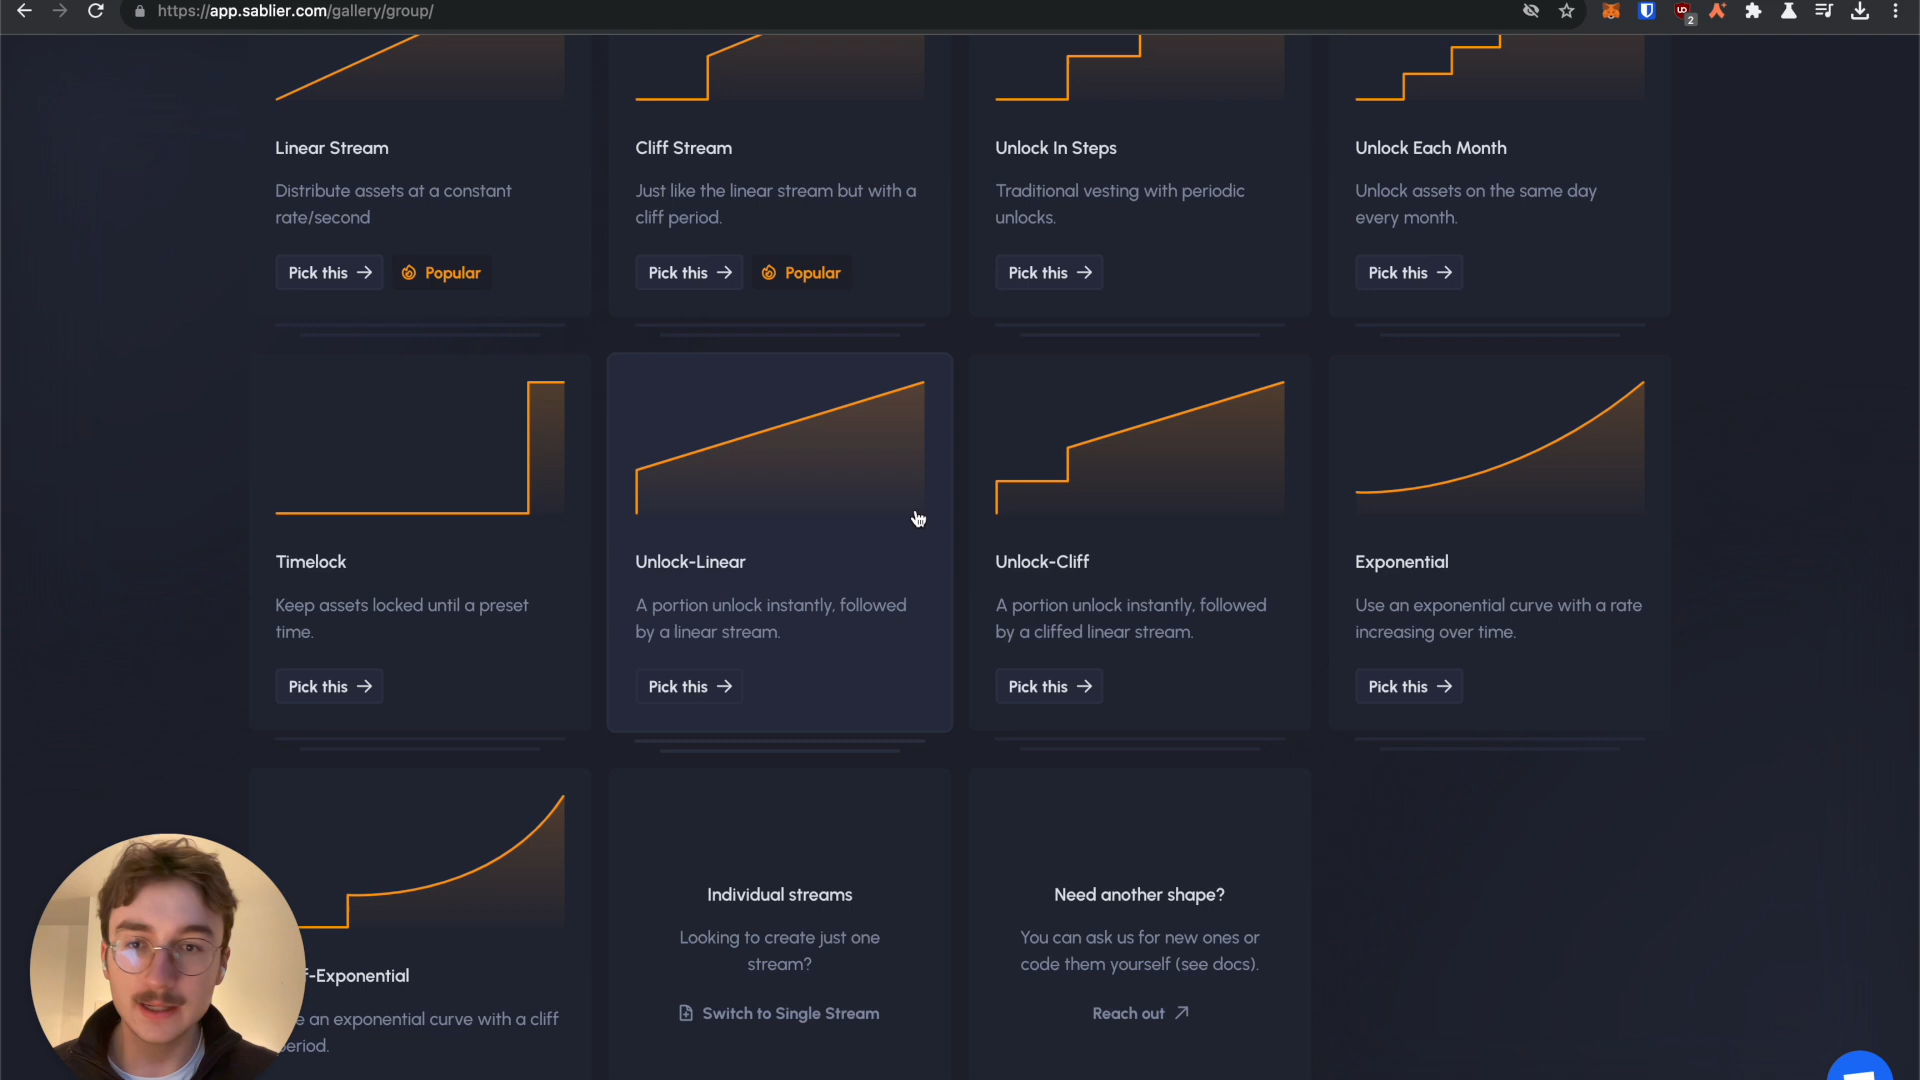 https://app.sablier.com/gallery/group/
2
Linear Stream
Distribute assets at a constant
rate/second
Pick this
Popular
Cliff Stream
Just like the linear stream but with a
cliff period.
Pick this
Popular
Unlock In Steps
Traditional vesting with periodic
unlocks.
Pick this
Unlock Each Month
Unlock assets on the same day
every month.
Pick this
Timelock
Keep assets locked until a preset
time.
Pick this
Unlock-Linear
A portion unlock instantly, followed
by a linear stream.
Pick this
Unlock-Cliff
A portion unlock instantly, followed
by a cliffed linear stream.
Pick this
Exponential
Use an exponential curve with a rate
increasing over time.
Pick this
f-Exponential
e an exponential curve with a cliff
eriod.
Individual streams
Looking to create just one
stream?
Switch to Single Stream
Need another shape?
You can ask us for new ones or
code them yourself (see docs).
Reach out